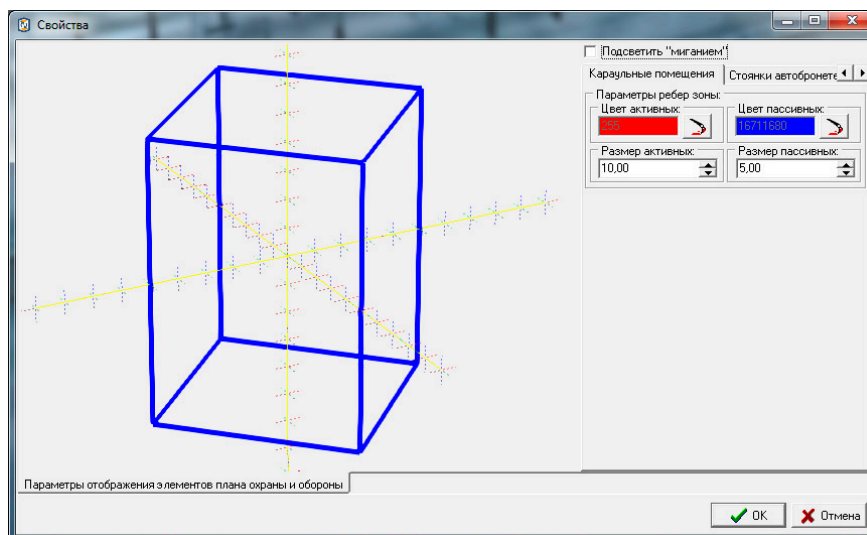 Свойства
Подсветить "миганием"
Караульные помещения
Стоянки автобронете
Параметры ребер зоны:
Цвет активных:
Цвет пассивных:
255
16711680
Размер активных:
Размер пассивных:
10,00
5,00
Параметры отображения элементов плана охраны и обороны
OK
Отмена